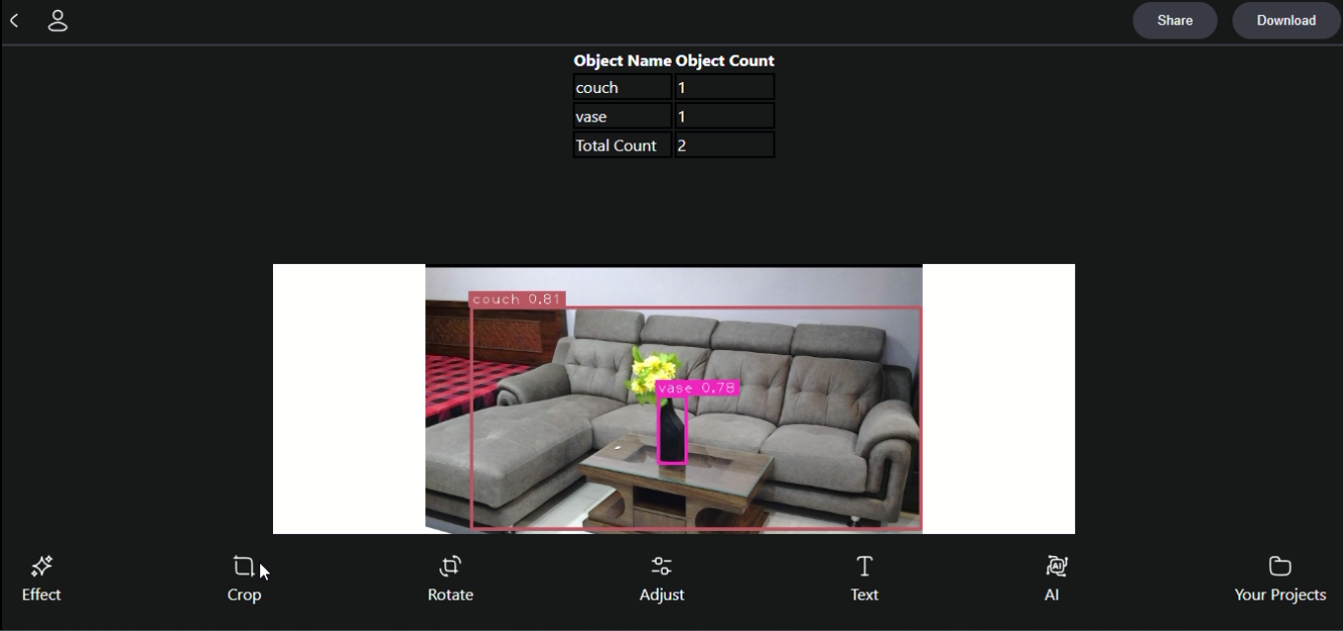 Share Download
Object Name Object Count
couch 1
vase 1
Total Count 2
couch 0.81
vase 0.78
Effect Crop Rotate Adjust Text AI Your Projects